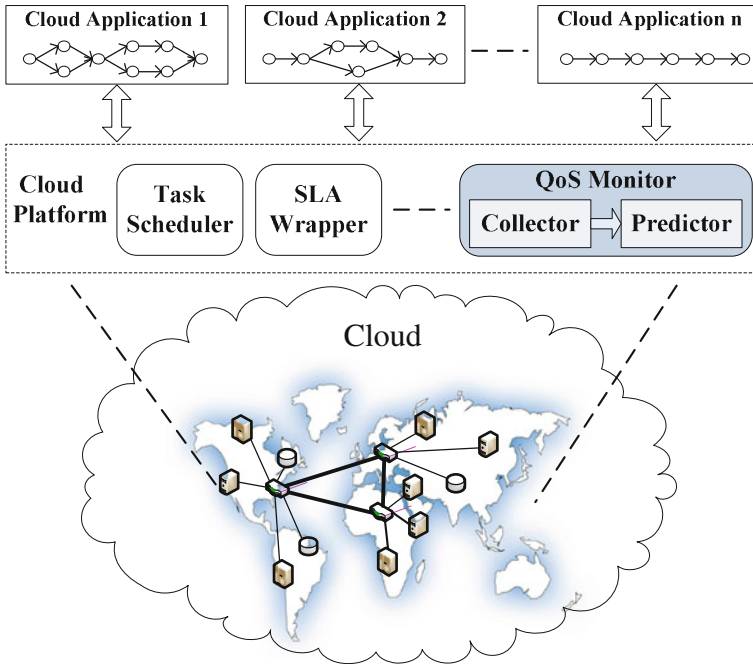 Cloud Application 1
Cloud Application 2
Cloud Application n
Cloud
Platform
Task
Scheduler
SLA
Wrapper
QoS Monitor
Collector
Predictor
Cloud